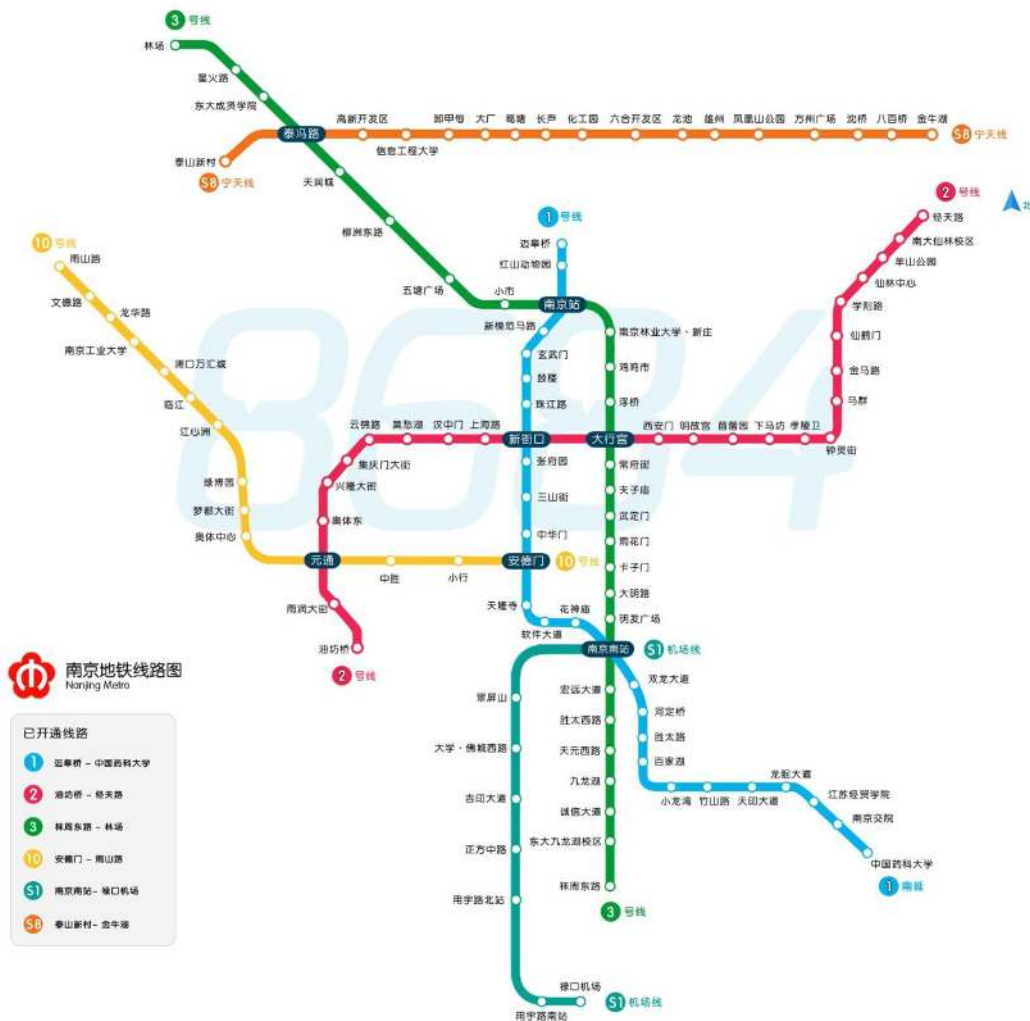 3 号线
林场
星火路
东大成贤学院
泰冯路
高新开发区
信息工程大学
卸甲甸
大厂
葛塘
长芦
化工园
六合开发区
龙池
雄州
凤凰山公园
方州广场
沈桥
八百桥
金牛湖
S8 宁天线
泰山新村
S8 宁天线
天润城
柳洲东路
五塘广场
小市
1 号线
迈皋桥
红山动物园
南京站
新模范马路
玄武门
鼓楼
珠江路
南京林业大学·新庄
鸡鸣寺
浮桥
2 号线
经天路
南大仙林校区
羊山公园
仙林中心
学则路
仙鹤门
金马路
马群
钟灵街
孝陵卫
下马坊
苜蓿园
明故宫
西安门
大行宫
新街口
上海路
汉中门
莫愁湖
云锦路
集庆门大街
兴隆大街
奥体东
元通
雨润大街
油坊桥
2 号线
北
10 号线
雨山路
文德路
龙华路
南京工业大学
浦口万汇城
临江
江心洲
绿博园
梦都大街
奥体中心
中胜
小行
安德门
10 号线
张府园
三山街
中华门
天隆寺
软件大道
花神庙
常府街
夫子庙
武定门
雨花门
卡子门
大明路
明发广场
南京南站
S1 机场线
双龙大道
河定桥
胜太路
百家湖
小龙湾
竹山路
天印大道
龙眠大道
江苏经贸学院
南京交院
中国药科大学
1 南延
宏运大道
胜太西路
天元西路
九龙湖
诚信大道
东大九龙湖校区
秣周东路
3 号线
翠屏山
大学·佛城西路
吉印大道
正方中路
翔宇路北站
翔宇路南站
禄口机场
S1 机场线
8684
南京地铁线路图
Nanjing Metro
已开通线路
1 迈皋桥 - 中国药科大学
2 油坊桥 - 经天路
3 秣周东路 - 林场
10 安德门 - 雨山路
S1 南京南站- 禄口机场
S8 泰山新村- 金牛湖